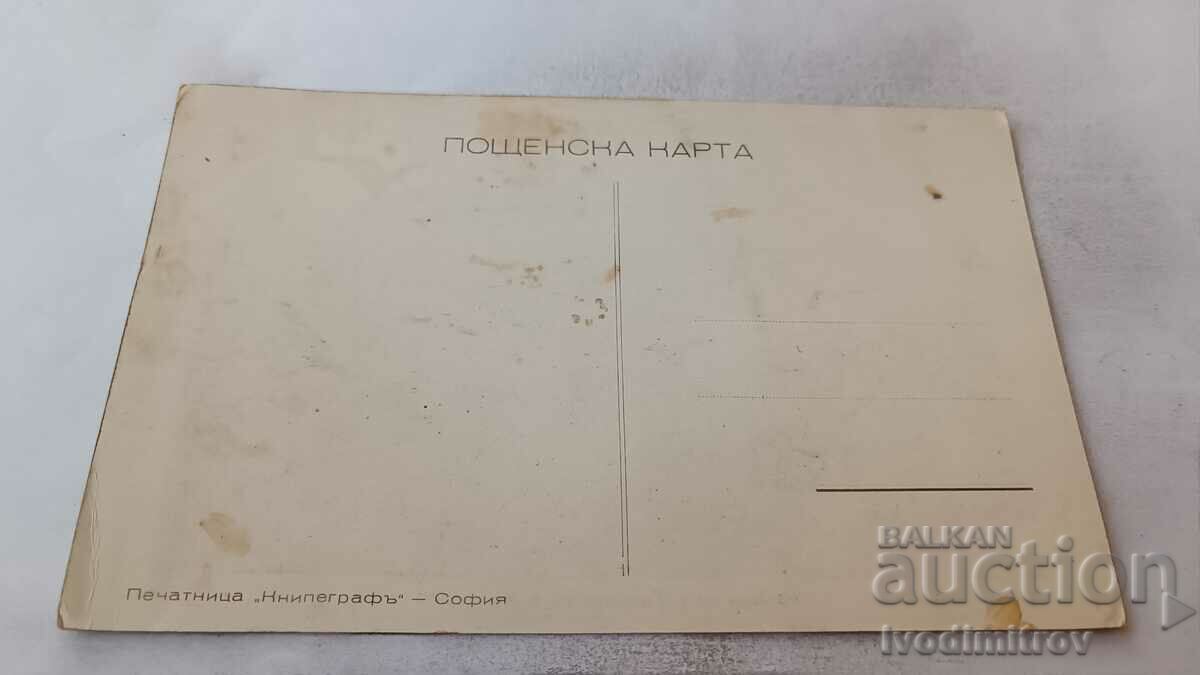 ПОЩЕНСКА КАРТА
Печатница „Книпеграфъ“ — София
BALKAN
auction
Ivodimitrov